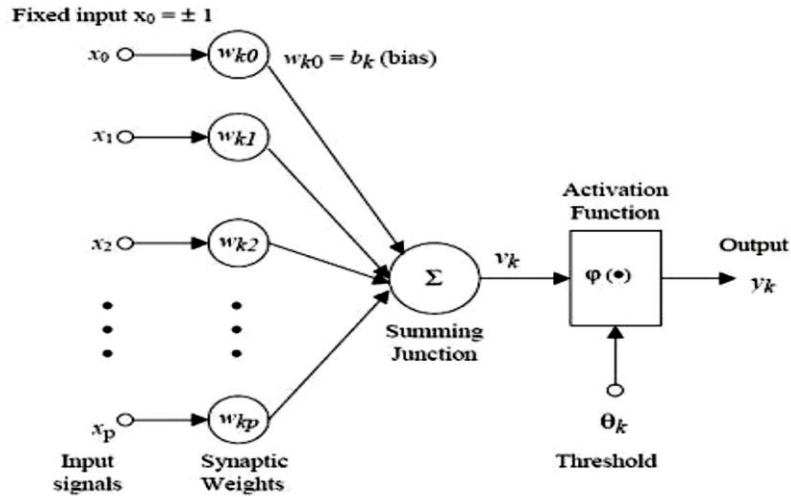 Fixed input x₀ = ± 1
x₀
wₖ₀
wₖ₀ = bₖ (bias)
x₁
wₖ₁
x₂
wₖ₂
Σ
vₖ
Activation
Function
φ (•)
Output
yₖ
Summing
Junction
xₚ
wₖₚ
θₖ
Input
signals
Synaptic
Weights
Threshold